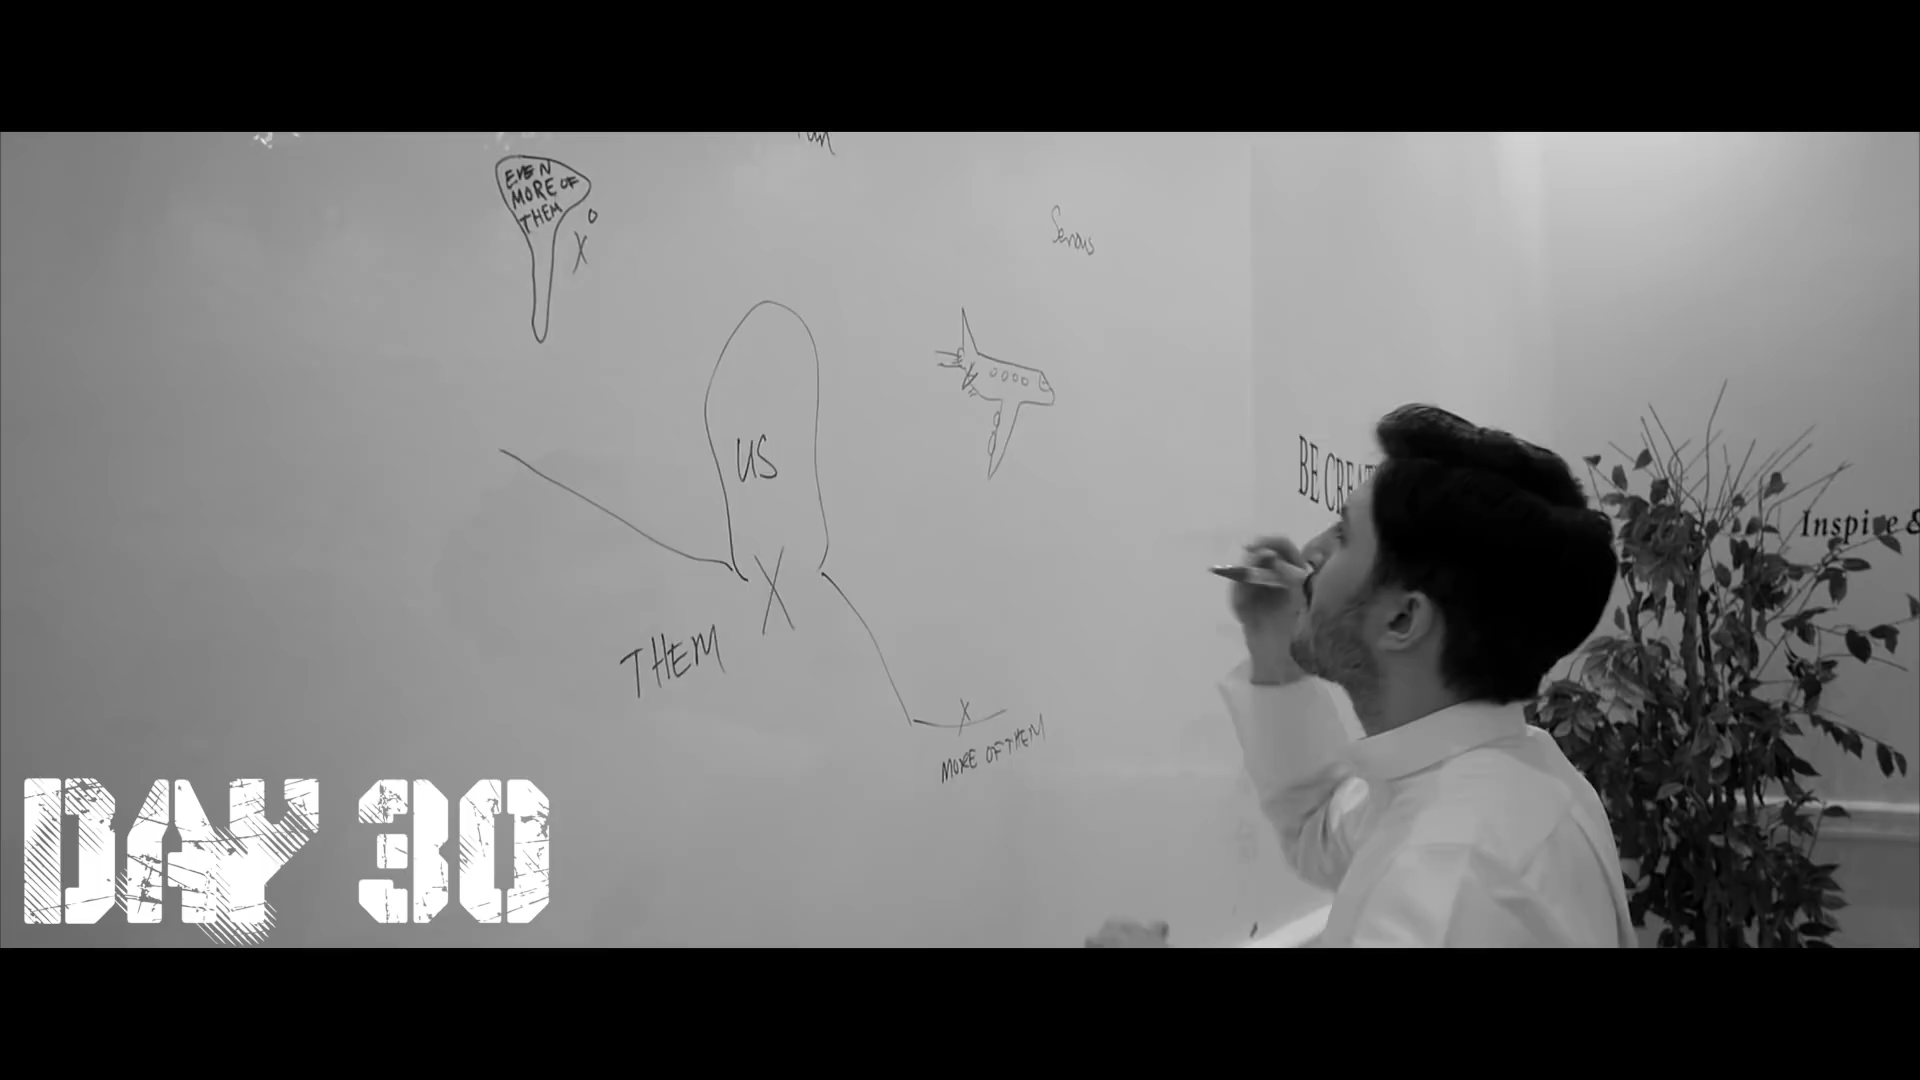 EVEN
MORE OF
THEM
X
US
X
THEM
X
MORE OF THEM
BE CREAT
Inspire &
DAY 30